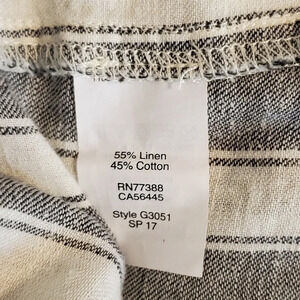 55% Linen
45% Cotton
RN77388
CA56445
Style G3051
SP 17